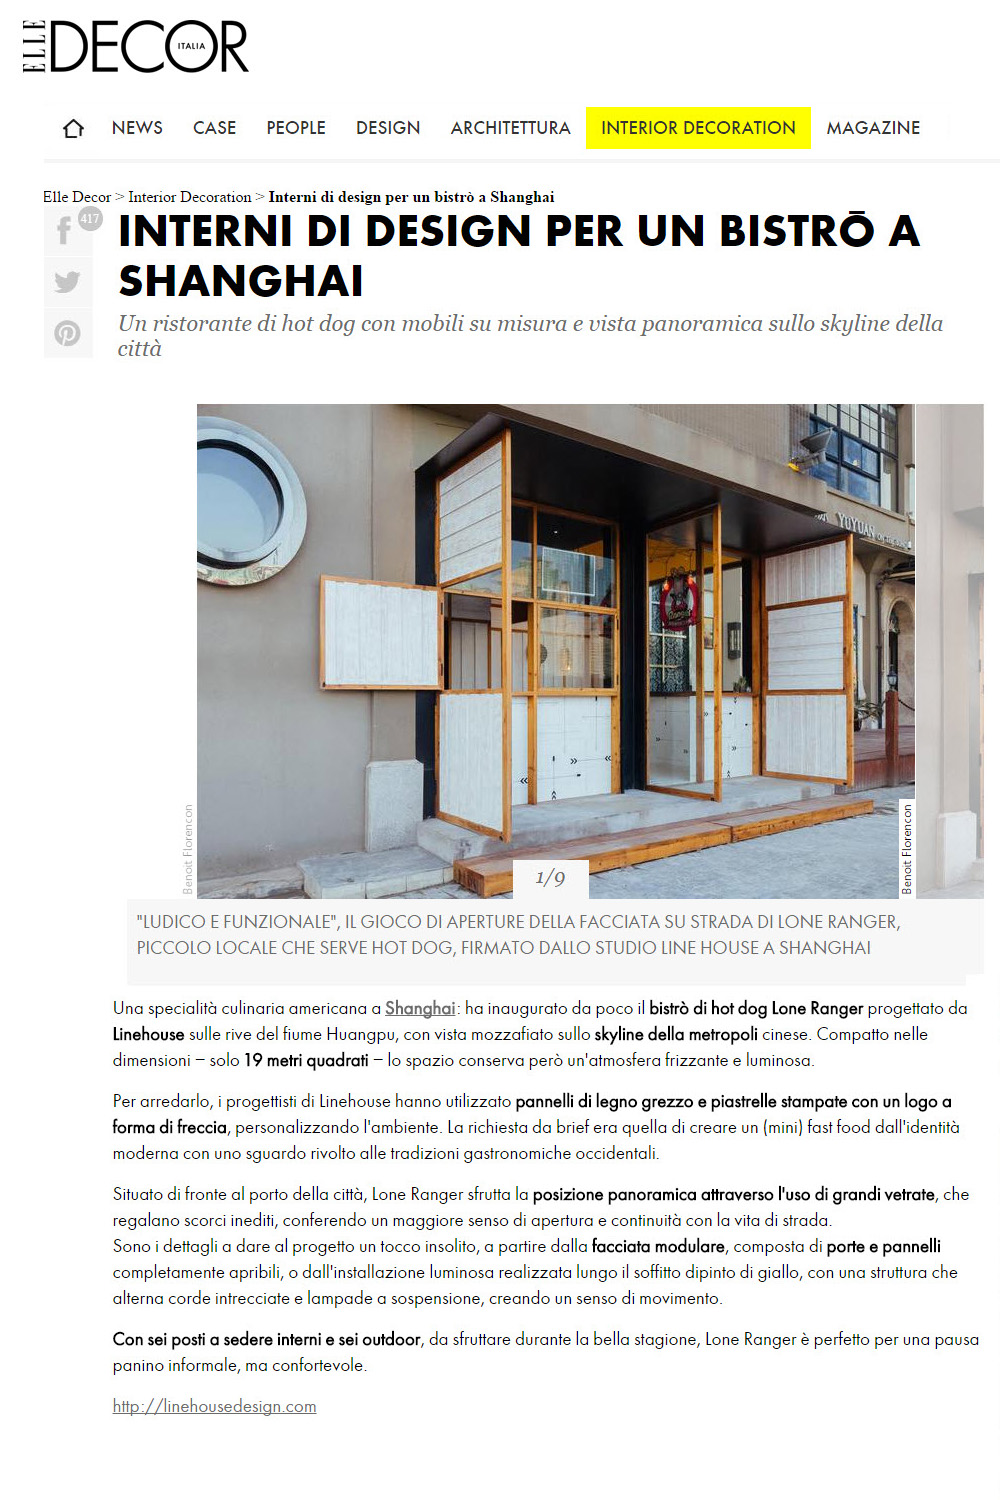 ELLE DECOR ITALIA
NEWS CASE PEOPLE DESIGN ARCHITETTURA INTERIOR DECORATION MAGAZINE
Elle Decor > Interior Decoration > Interni di design per un bistrò a Shanghai
417
INTERNI DI DESIGN PER UN BISTRŌ A
SHANGHAI
Un ristorante di hot dog con mobili su misura e vista panoramica sullo skyline della
città
YUYUAN
Benoit Florencon
Benoit Florencon
1/9
"LUDICO E FUNZIONALE", IL GIOCO DI APERTURE DELLA FACCIATA SU STRADA DI LONE RANGER,
PICCOLO LOCALE CHE SERVE HOT DOG, FIRMATO DALLO STUDIO LINE HOUSE A SHANGHAI
Una specialità culinaria americana a Shanghai: ha inaugurato da poco il bistrò di hot dog Lone Ranger progettato da
Linehouse sulle rive del fiume Huangpu, con vista mozzafiato sullo skyline della metropoli cinese. Compatto nelle
dimensioni – solo 19 metri quadrati – lo spazio conserva però un'atmosfera frizzante e luminosa.
Per arredarlo, i progettisti di Linehouse hanno utilizzato pannelli di legno grezzo e piastrelle stampate con un logo a
forma di freccia, personalizzando l'ambiente. La richiesta da brief era quella di creare un (mini) fast food dall'identità
moderna con uno sguardo rivolto alle tradizioni gastronomiche occidentali.
Situato di fronte al porto della città, Lone Ranger sfrutta la posizione panoramica attraverso l'uso di grandi vetrate, che
regalano scorci inediti, conferendo un maggiore senso di apertura e continuità con la vita di strada.
Sono i dettagli a dare al progetto un tocco insolito, a partire dalla facciata modulare, composta di porte e pannelli
completamente apribili, o dall'installazione luminosa realizzata lungo il soffitto dipinto di giallo, con una struttura che
alterna corde intrecciate e lampade a sospensione, creando un senso di movimento.
Con sei posti a sedere interni e sei outdoor, da sfruttare durante la bella stagione, Lone Ranger è perfetto per una pausa
panino informale, ma confortevole.
http://linehousedesign.com